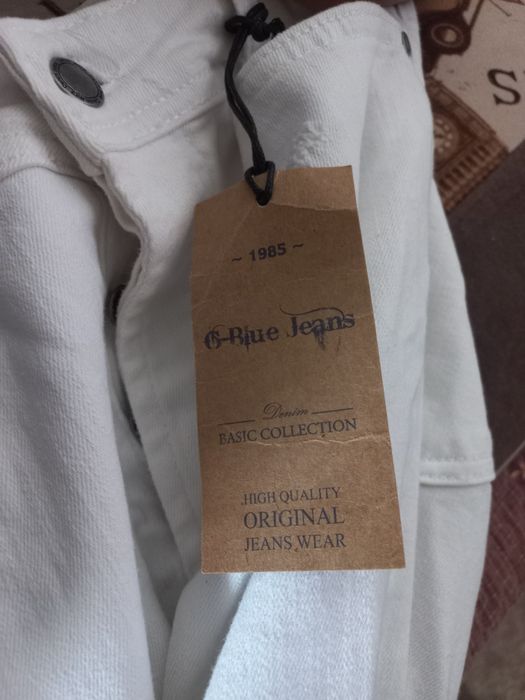 ~ 1985 ~
G-Blue Jeans
Denim
BASIC COLLECTION
HIGH QUALITY
ORIGINAL
JEANS WEAR
S